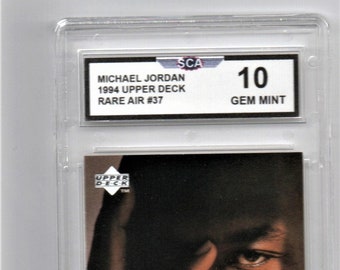 SCA
MICHAEL JORDAN
1994 UPPER DECK
RARE AIR #37
10
GEM MINT
UPPER
DECK